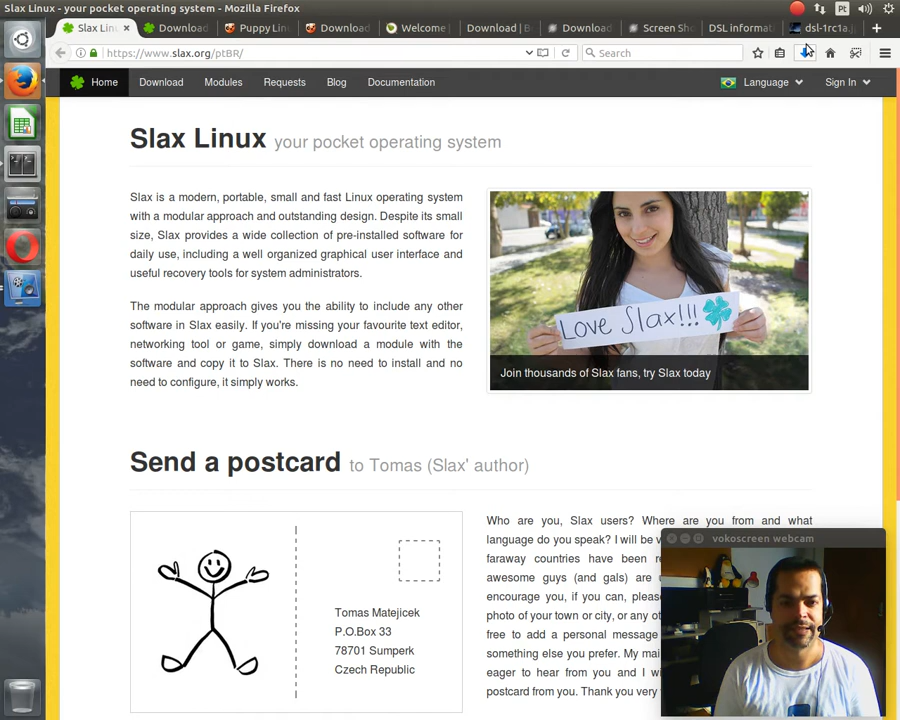 Slax Linux - your pocket operating system - Mozilla Firefox
Pt
Slax Lin
Download
Puppy Lin
Download
Welcome
Download | B
Download
Screen Sho
DSL informat
dsl-1rc1a.j
https://www.slax.org/ptBR/
Search
Home
Download
Modules
Requests
Blog
Documentation
Language
Sign In
Slax Linux your pocket operating system
Slax is a modern, portable, small and fast Linux operating system
with a modular approach and outstanding design. Despite its small
size, Slax provides a wide collection of pre-installed software for
daily use, including a well organized graphical user interface and
useful recovery tools for system administrators.
The modular approach gives you the ability to include any other
software in Slax easily. If you're missing your favourite text editor,
networking tool or game, simply download a module with the
software and copy it to Slax. There is no need to install and no
need to configure, it simply works.
Love Slax!!!
Join thousands of Slax fans, try Slax today
Send a postcard to Tomas (Slax' author)
Tomas Matejicek
P.O.Box 33
78701 Sumperk
Czech Republic
Who are you, Slax users? Where are you from and what
language do you speak? I will be v
faraway countries have been r
awesome guys (and gals) are
encourage you, if you can, pleas
photo of your town or city, or any o
free to add a personal message
something else you prefer. My mai
eager to hear from you and I wi
postcard from you. Thank you very
vokoscreen webcam